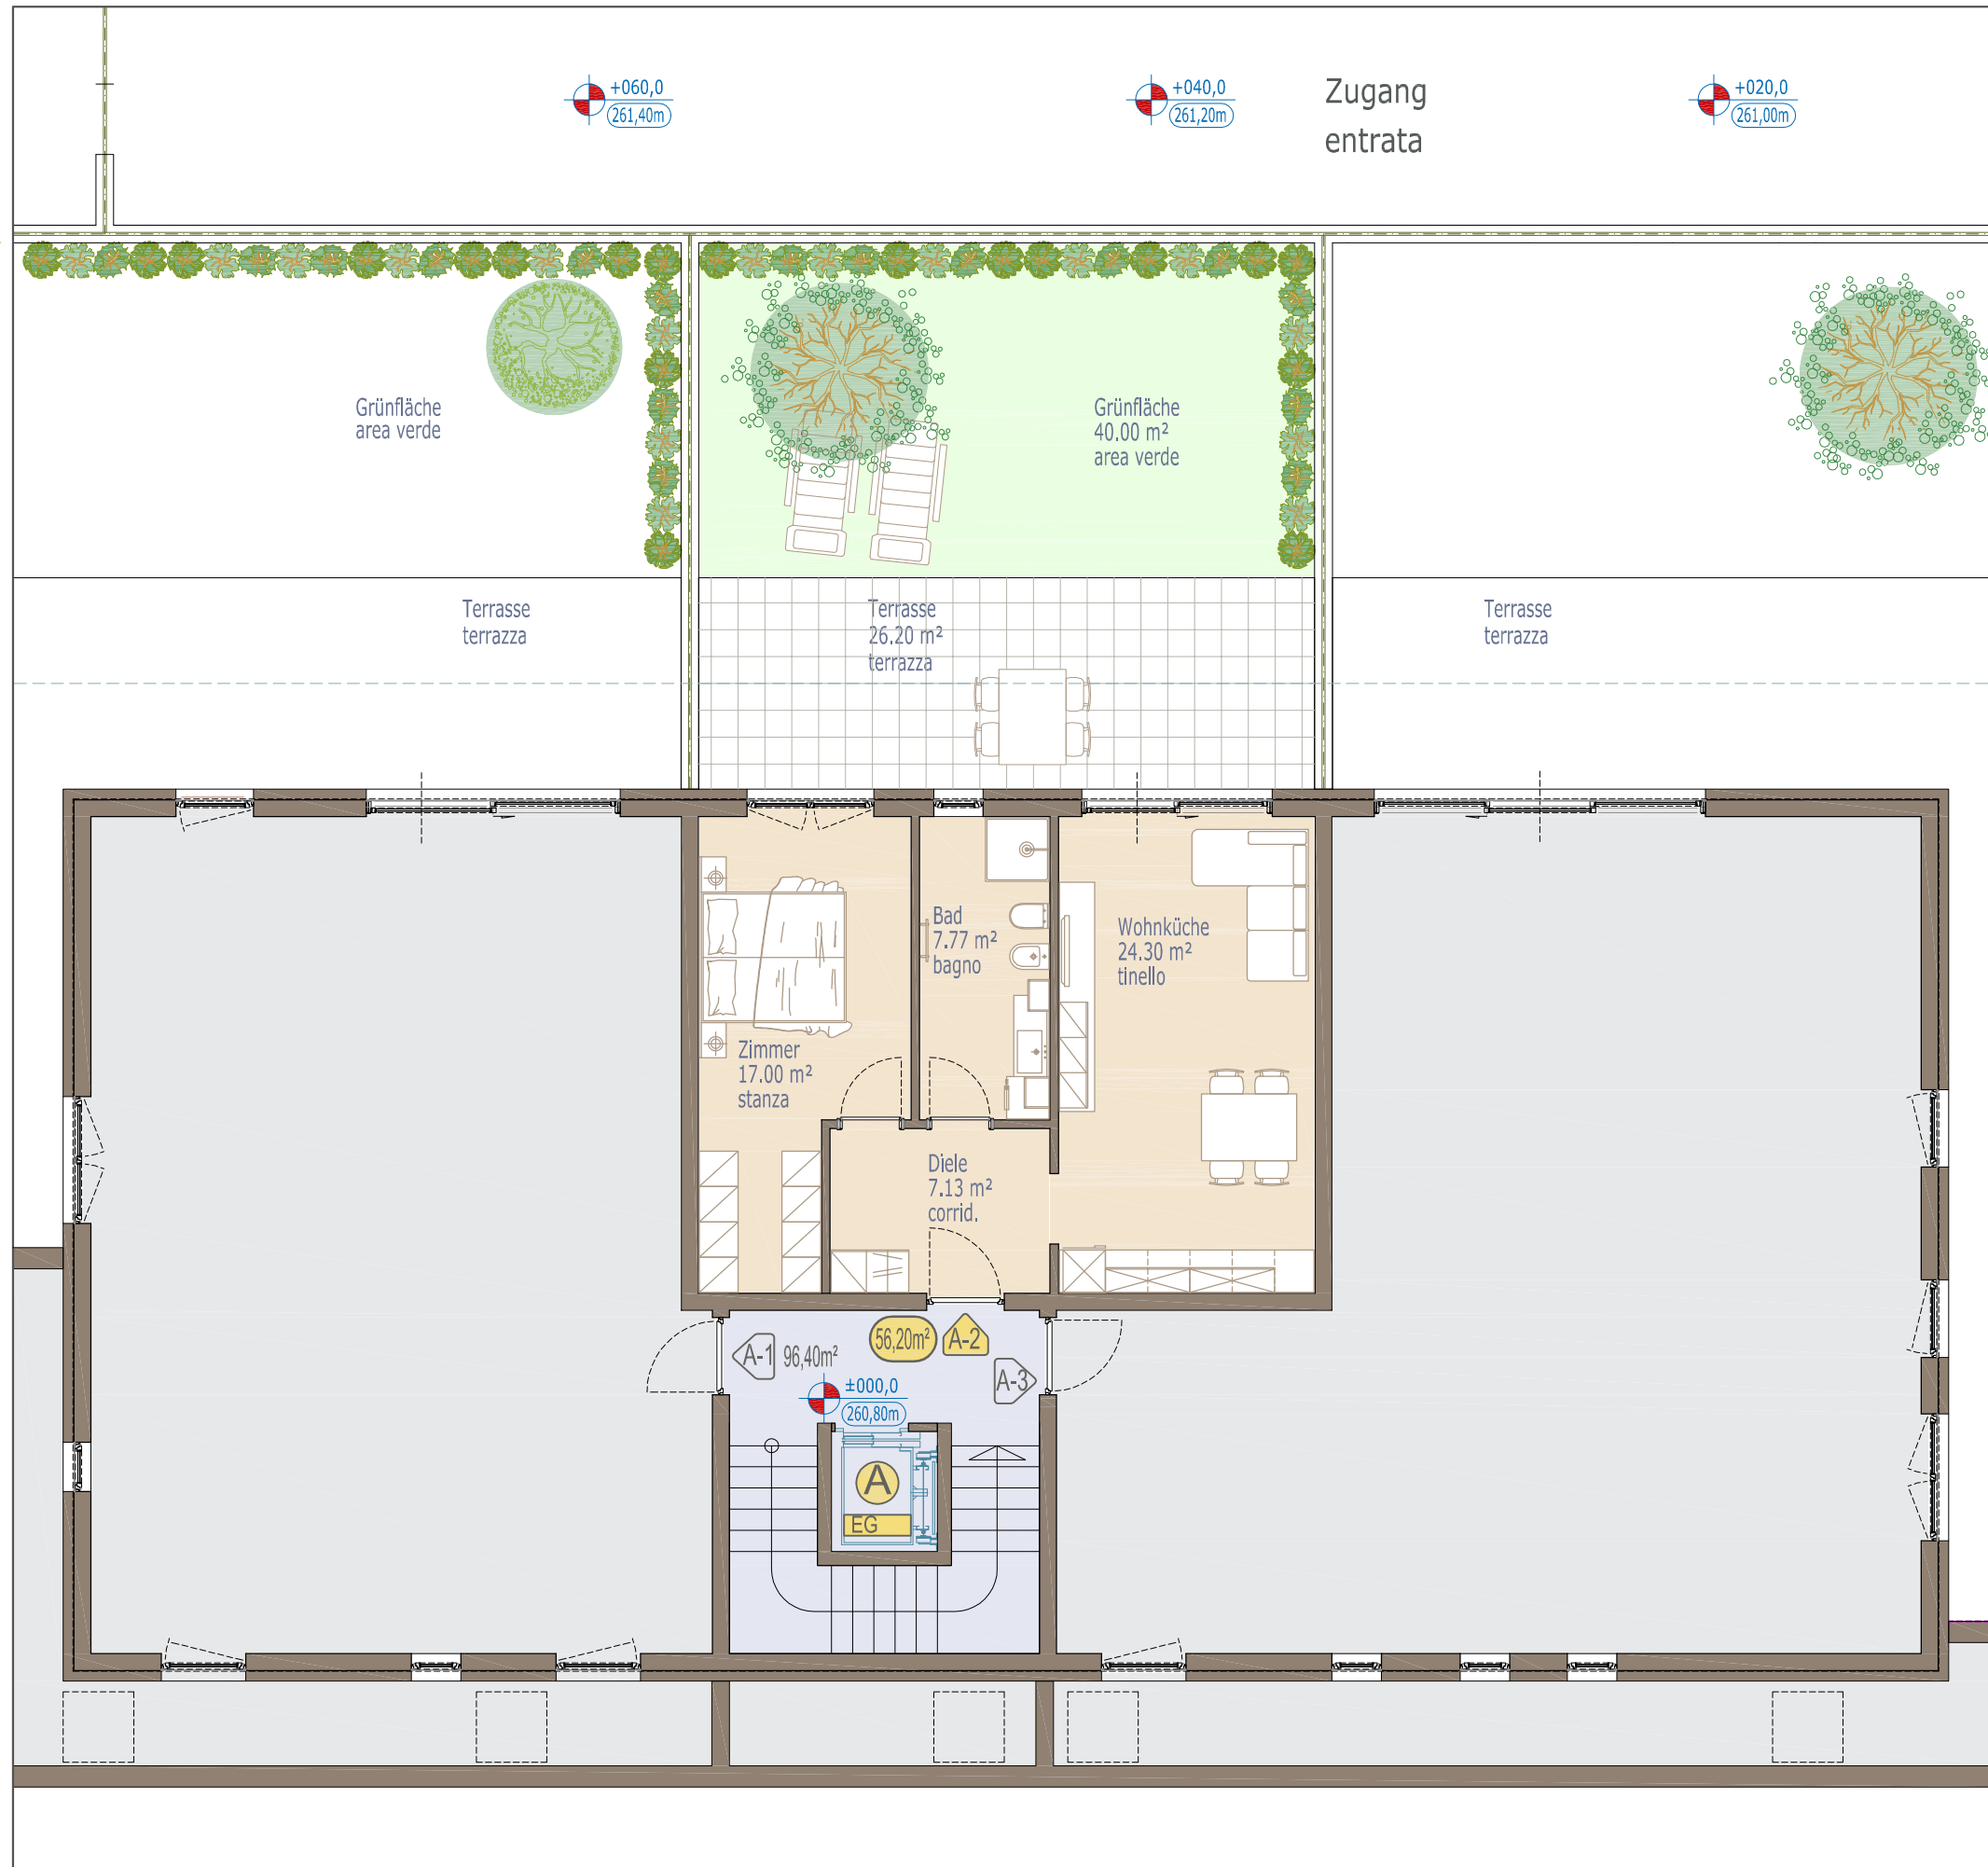 +060,0
261,40m
+040,0
261,20m
Zugang
entrata
+020,0
261,00m
Grünfläche
area verde
Grünfläche
40.00 m²
area verde
Terrasse
terrazza
Terrasse
26.20 m²
terrazza
Terrasse
terrazza
Bad
7.77 m²
bagno
Wohnküche
24.30 m²
tinello
Zimmer
17.00 m²
stanza
Diele
7.13 m²
corrid.
A-1 96,40m²
56,20m² A-2
A-3
±000,0
260,80m
A
EG